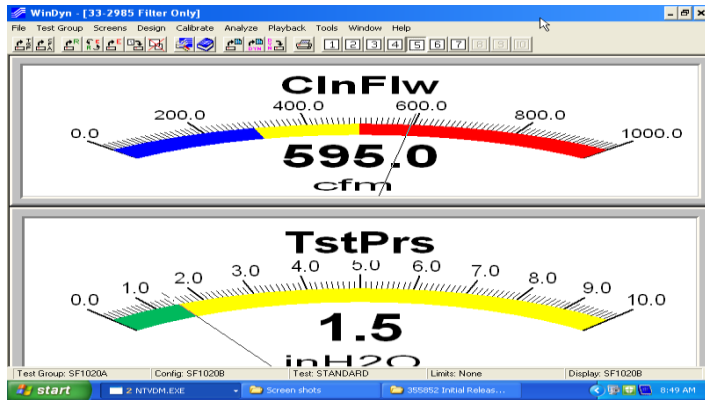 WinDyn - [33-2985 Filter Only]
File Test Group Screens Design Calibrate Analyze Playback Tools Window Help
1 2 3 4 5 6 7 8 9 10
ClnFlw
0.0 200.0 400.0 600.0 800.0 1000.0
595.0
cfm
TstPrs
0.0 1.0 2.0 3.0 4.0 5.0 6.0 7.0 8.0 9.0 10.0
1.5
inH2O
Test Group: SF1020A Config: SF1020B Test: STANDARD Limits: None Display: SF1020B
start 2 NTVDM.EXE Screen shots 355852 Initial Releas... 8:49 AM